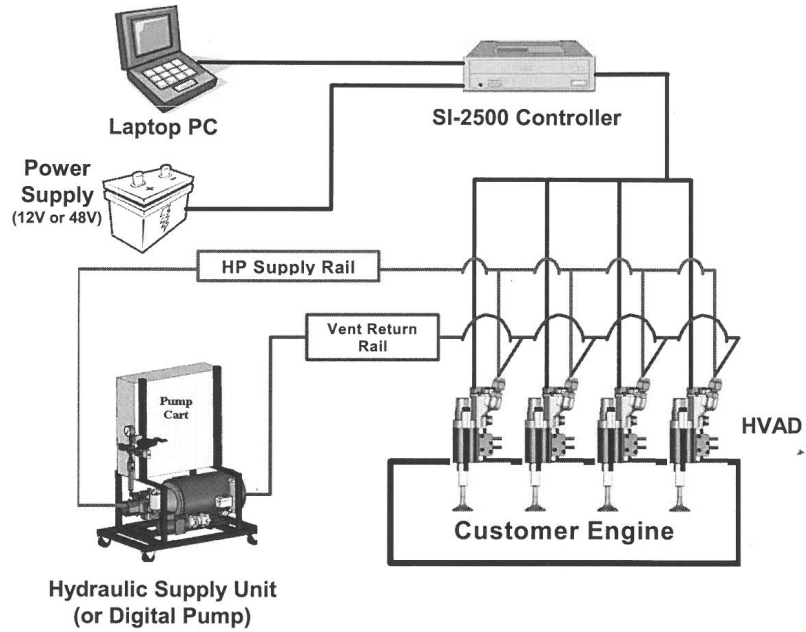 Laptop PC
SI-2500 Controller
Power
Supply
(12V or 48V)
HP Supply Rail
Vent Return
Rail
Pump
Cart
HVAD
Customer Engine
Hydraulic Supply Unit
(or Digital Pump)